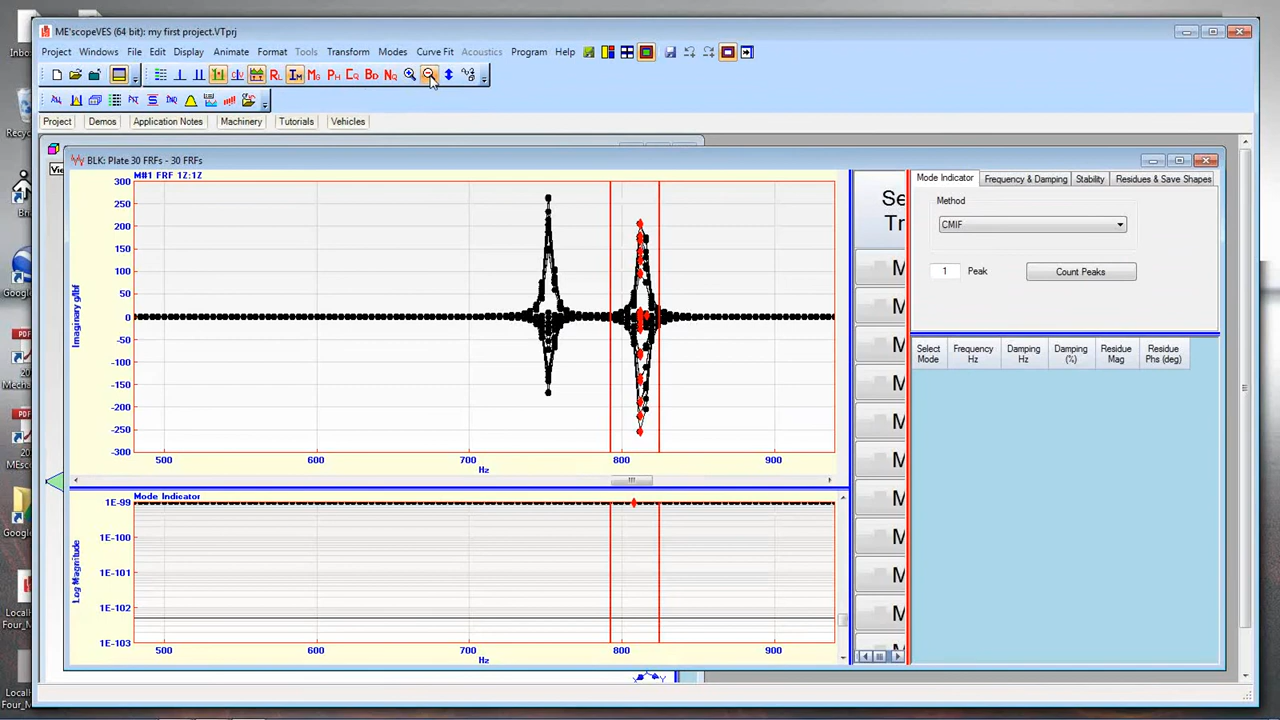 ME'scopeVES (64 bit): my first project.VTprj
Project Windows File Edit Display Animate Format Tools Transform Modes Curve Fit Acoustics Program Help
Project Demos Application Notes Machinery Tutorials Vehicles
BLK: Plate 30 FRFs - 30 FRFs
M#1 FRF 1Z:1Z
300
250
200
150
100
50
0
-50
-100
-150
-200
-250
-300
Imaginary g/lbf
500 600 700 800 900
Hz
Mode Indicator
1E-99
1E-100
1E-101
1E-102
1E-103
Log Magnitude
500 600 700 800 900
Hz
Se
Tr
M
M
M
M
M
M
M
M
M
M
Mode Indicator Frequency & Damping Stability Residues & Save Shapes
Method
CMIF
1 Peak Count Peaks
Select Mode Frequency Hz Damping Hz Damping (%) Residue Mag Residue Phs (deg)